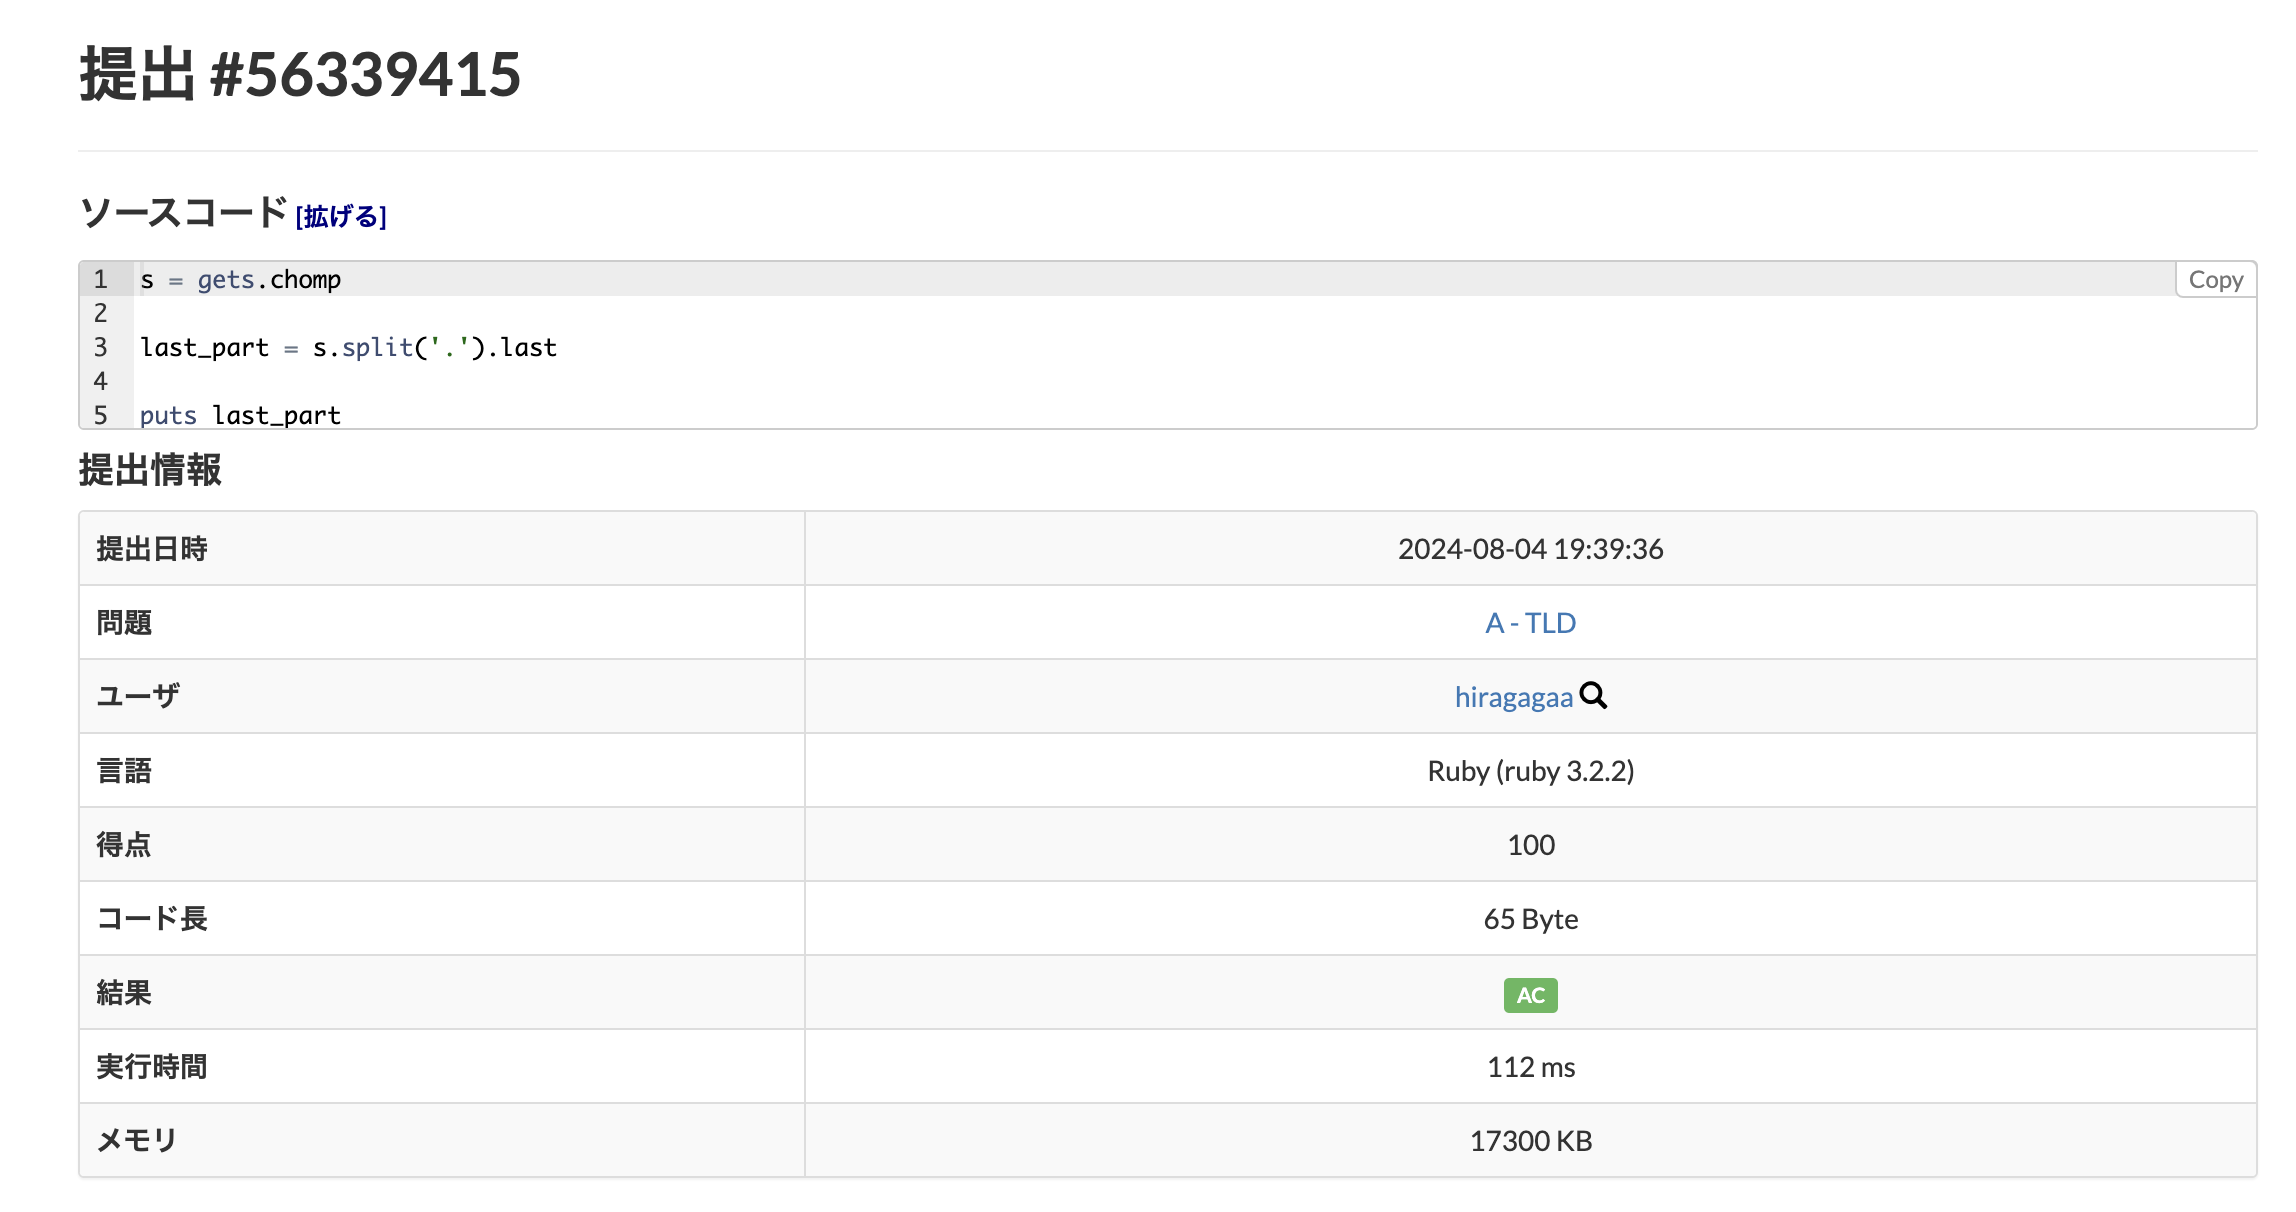 提出 #56339415
ソースコード [拡げる]
Copy
1 s = gets.chomp
2
3 last_part = s.split('.').last
4
5 puts last_part
提出情報
提出日時 2024-08-04 19:39:36
問題 A - TLD
ユーザ hiragagaa
言語 Ruby (ruby 3.2.2)
得点 100
コード長 65 Byte
結果 AC
実行時間 112 ms
メモリ 17300 KB